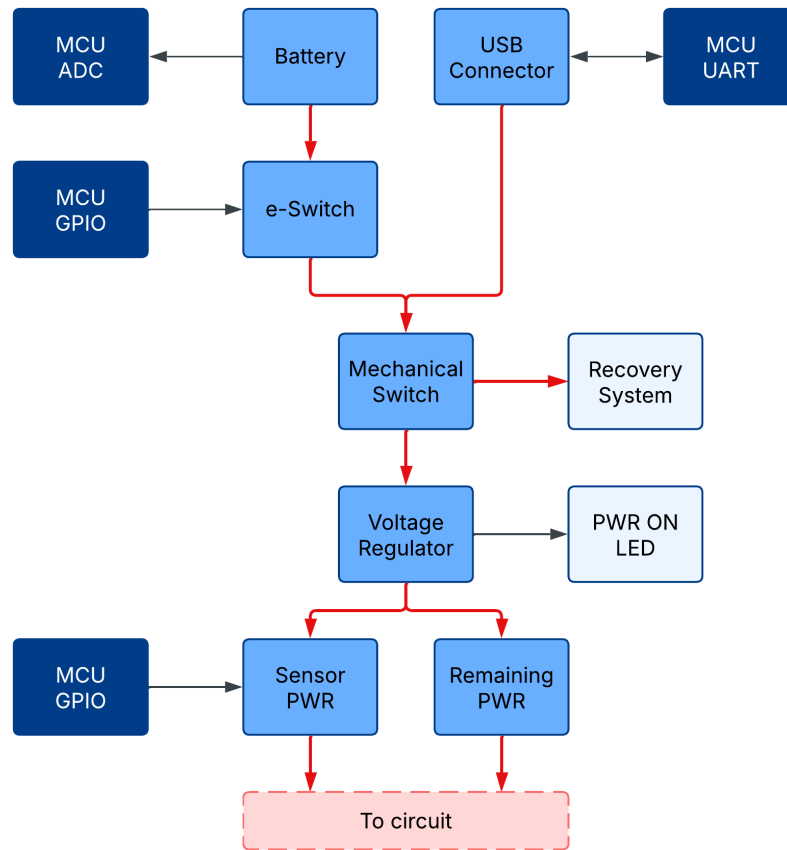 MCU
ADC
Battery
USB
Connector
MCU
UART
MCU
GPIO
e-Switch
Mechanical
Switch
Recovery
System
Voltage
Regulator
PWR ON
LED
MCU
GPIO
Sensor
PWR
Remaining
PWR
To circuit